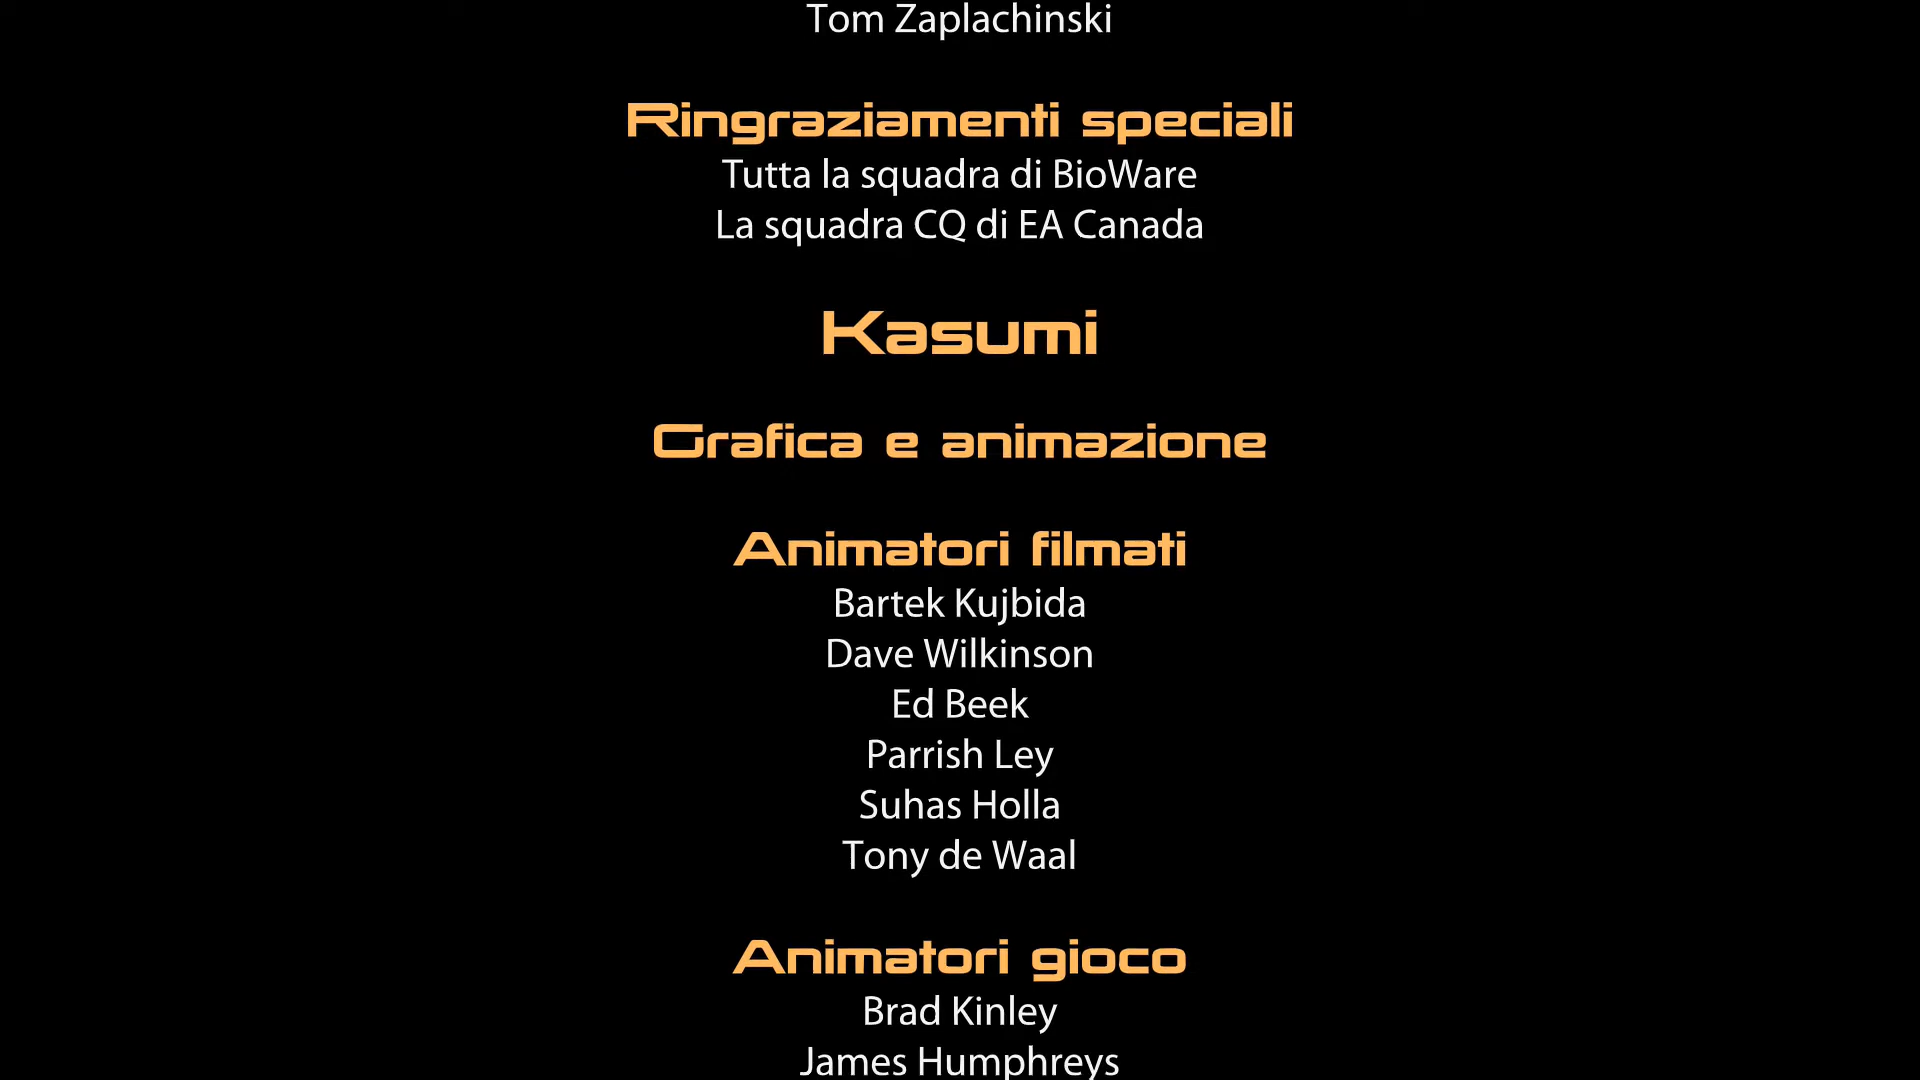 Tom Zaplachinski
Ringraziamenti speciali
Tutta la squadra di BioWare
La squadra CQ di EA Canada
Kasumi
Grafica e animazione
Animatori filmati
Bartek Kujbida
Dave Wilkinson
Ed Beek
Parrish Ley
Suhas Holla
Tony de Waal
Animatori gioco
Brad Kinley
James Humphreys